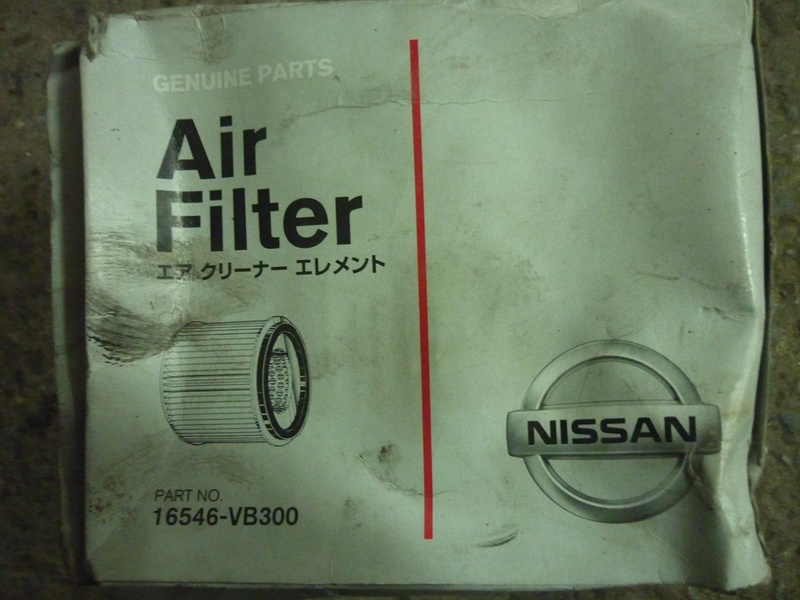 GENUINE PARTS
Air
Filter
エア クリーナー エレメント
PART NO.
16546-VB300
NISSAN